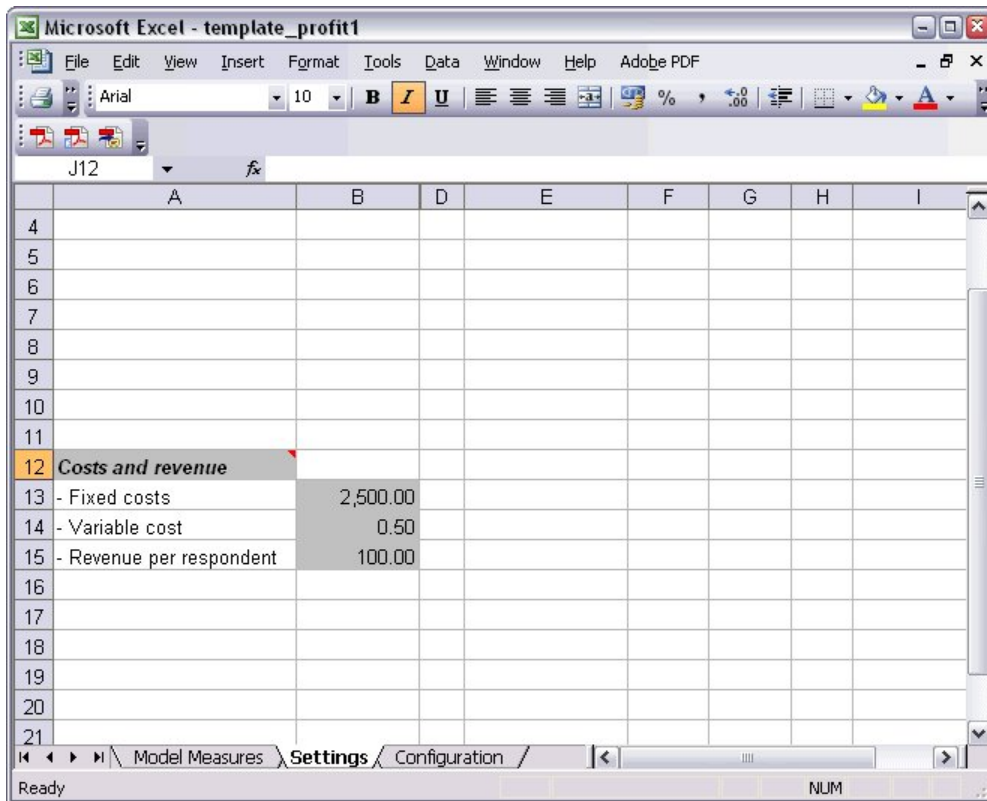 Microsoft Excel - template_profit1
File Edit View Insert Format Tools Data Window Help Adobe PDF
Arial 10 B I U % ,
J12 fx
A B D E F G H I
4
5
6
7
8
9
10
11
12 Costs and revenue
13 - Fixed costs 2,500.00
14 - Variable cost 0.50
15 - Revenue per respondent 100.00
16
17
18
19
20
21
Model Measures Settings Configuration
Ready NUM